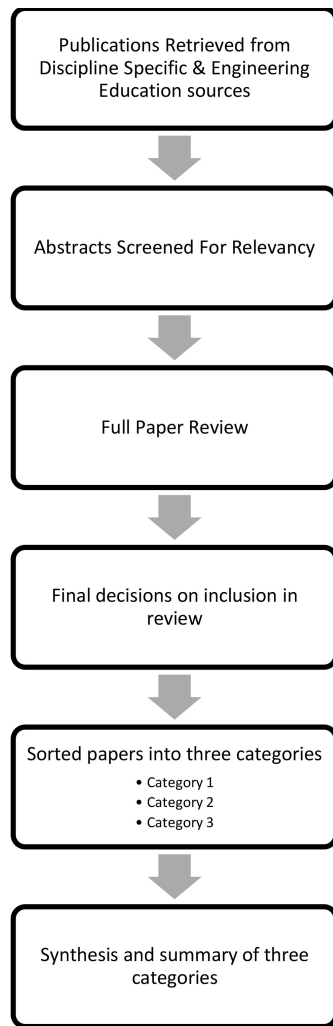 Publications Retrieved from
Discipline Specific & Engineering
Education sources
Abstracts Screened For Relevancy
Full Paper Review
Final decisions on inclusion in
review
Sorted papers into three categories
• Category 1
• Category 2
• Category 3
Synthesis and summary of three
categories